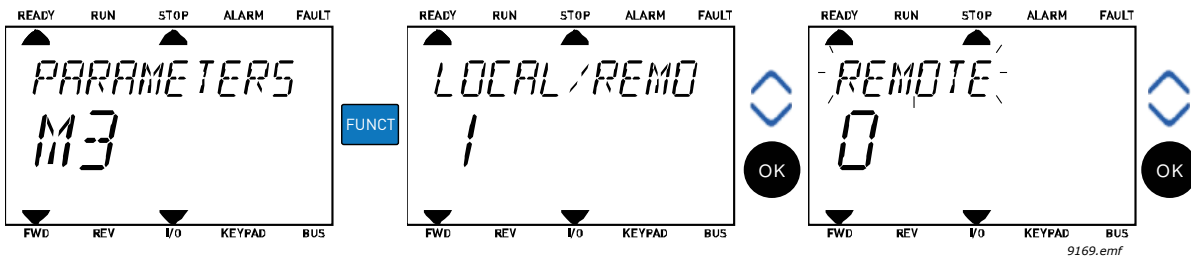 READY RUN STOP ALARM FAULT
PARAMETERS
M3
FWD REV I/O KEYPAD BUS
FUNCT
READY RUN STOP ALARM FAULT
LOCAL/REMO
1
FWD REV I/O KEYPAD BUS
OK
READY RUN STOP ALARM FAULT
REMOTE
0
FWD REV I/O KEYPAD BUS
OK
9169.emf